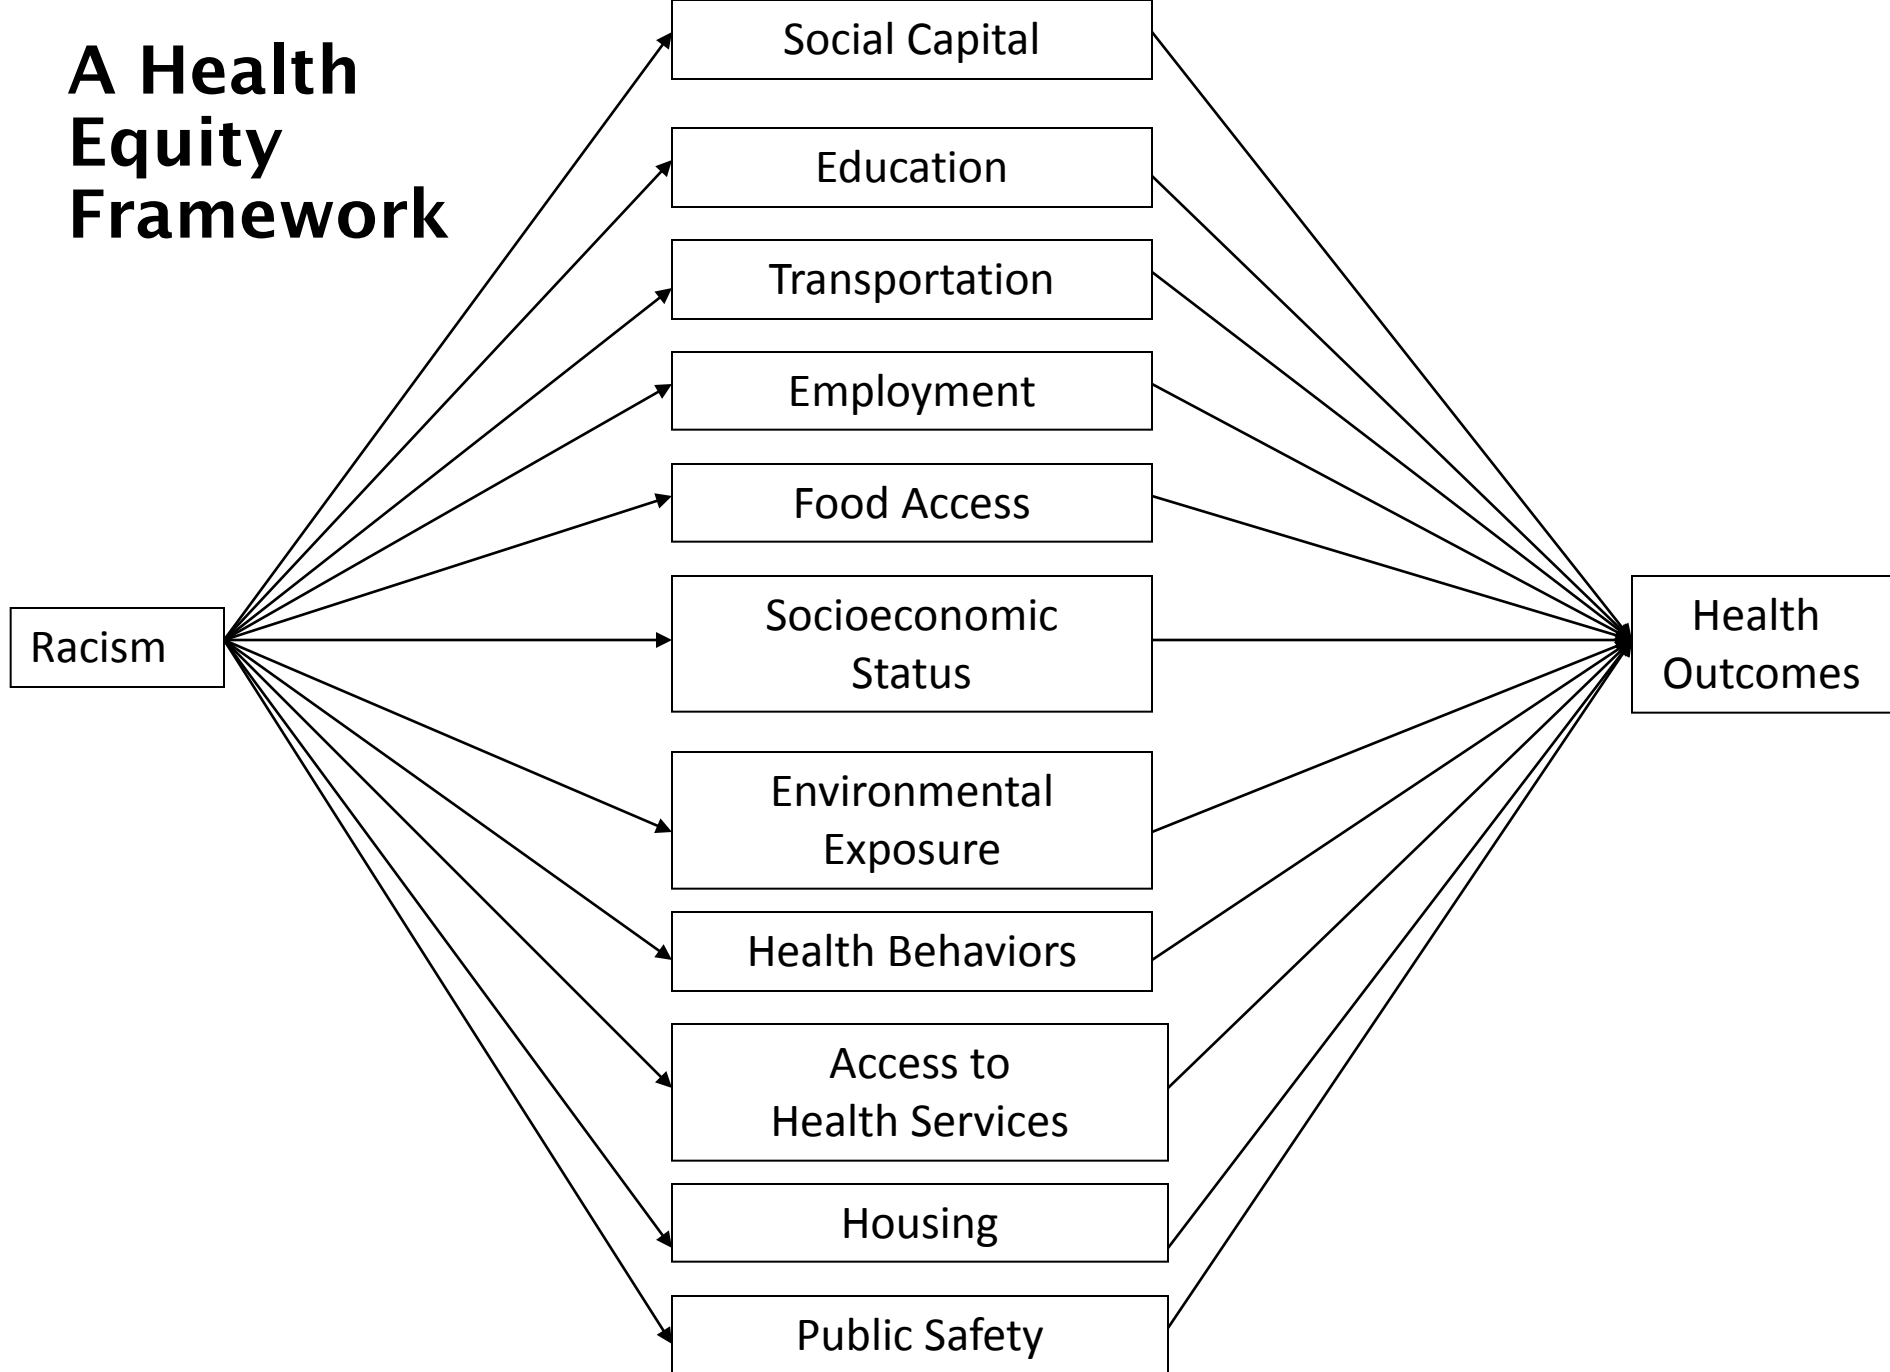 A Health
Equity
Framework
Social Capital
Education
Transportation
Employment
Food Access
Socioeconomic
Status
Racism
Health
Outcomes
Environmental
Exposure
Health Behaviors
Access to
Health Services
Housing
Public Safety